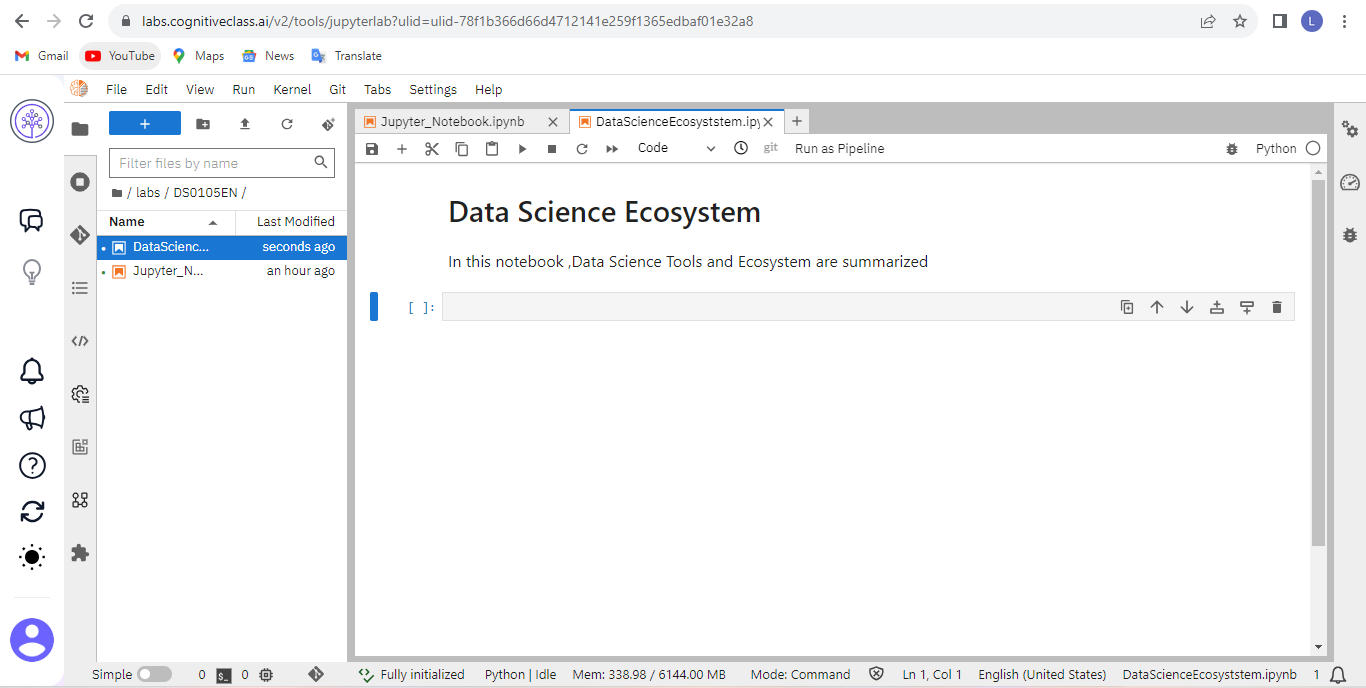 labs.cognitiveclass.ai/v2/tools/jupyterlab?ulid=ulid-78f1b366d66d4712141e259f1365edbaf01e32a8
L
Gmail YouTube Maps News Translate
File Edit View Run Kernel Git Tabs Settings Help
Jupyter_Notebook.ipynb DataScienceEcosyststem.ipy
Filter files by name
Code git Run as Pipeline Python
/ labs / DS0105EN /
Name Last Modified
DataScienc... seconds ago
Jupyter_N... an hour ago
Data Science Ecosystem
In this notebook ,Data Science Tools and Ecosystem are summarized
[ ]:
Simple 0 $_ 0 Fully initialized Python | Idle Mem: 338.98 / 6144.00 MB Mode: Command Ln 1, Col 1 English (United States) DataScienceEcosyststem.ipynb 1